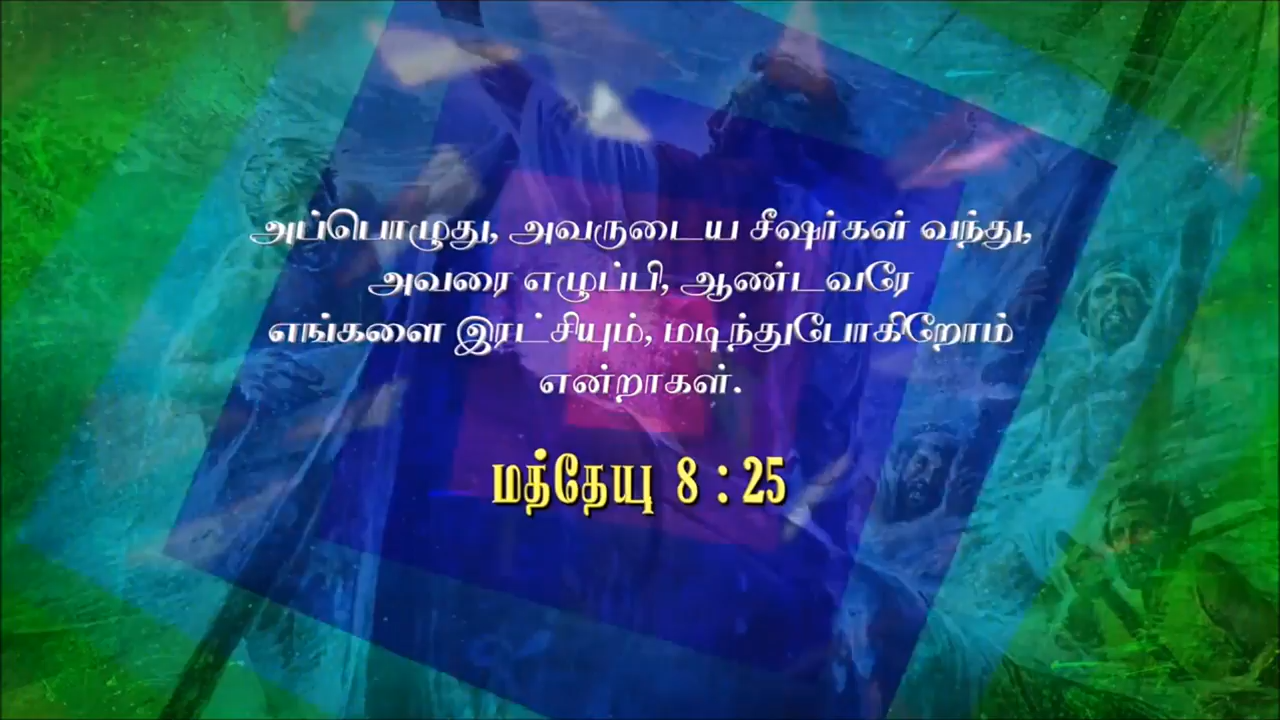 அப்பொழுது, அவருடைய சீஷர்கள் வந்து,
அவரை எழுப்பி, ஆண்டவரே
எங்களை இரட்சியும், மடிந்துபோகிறோம்
என்றாகள்.
மத்தேயு 8 : 25